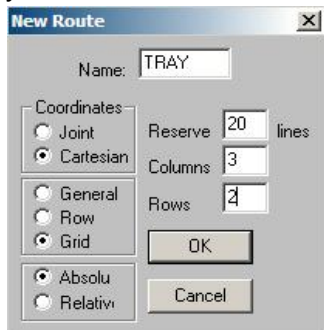 New Route
Name: TRAY
Coordinates
Joint
Cartesian
Reserve 20 lines
Columns 3
Rows 2
General
Row
Grid
OK
Absolu
Relativ
Cancel